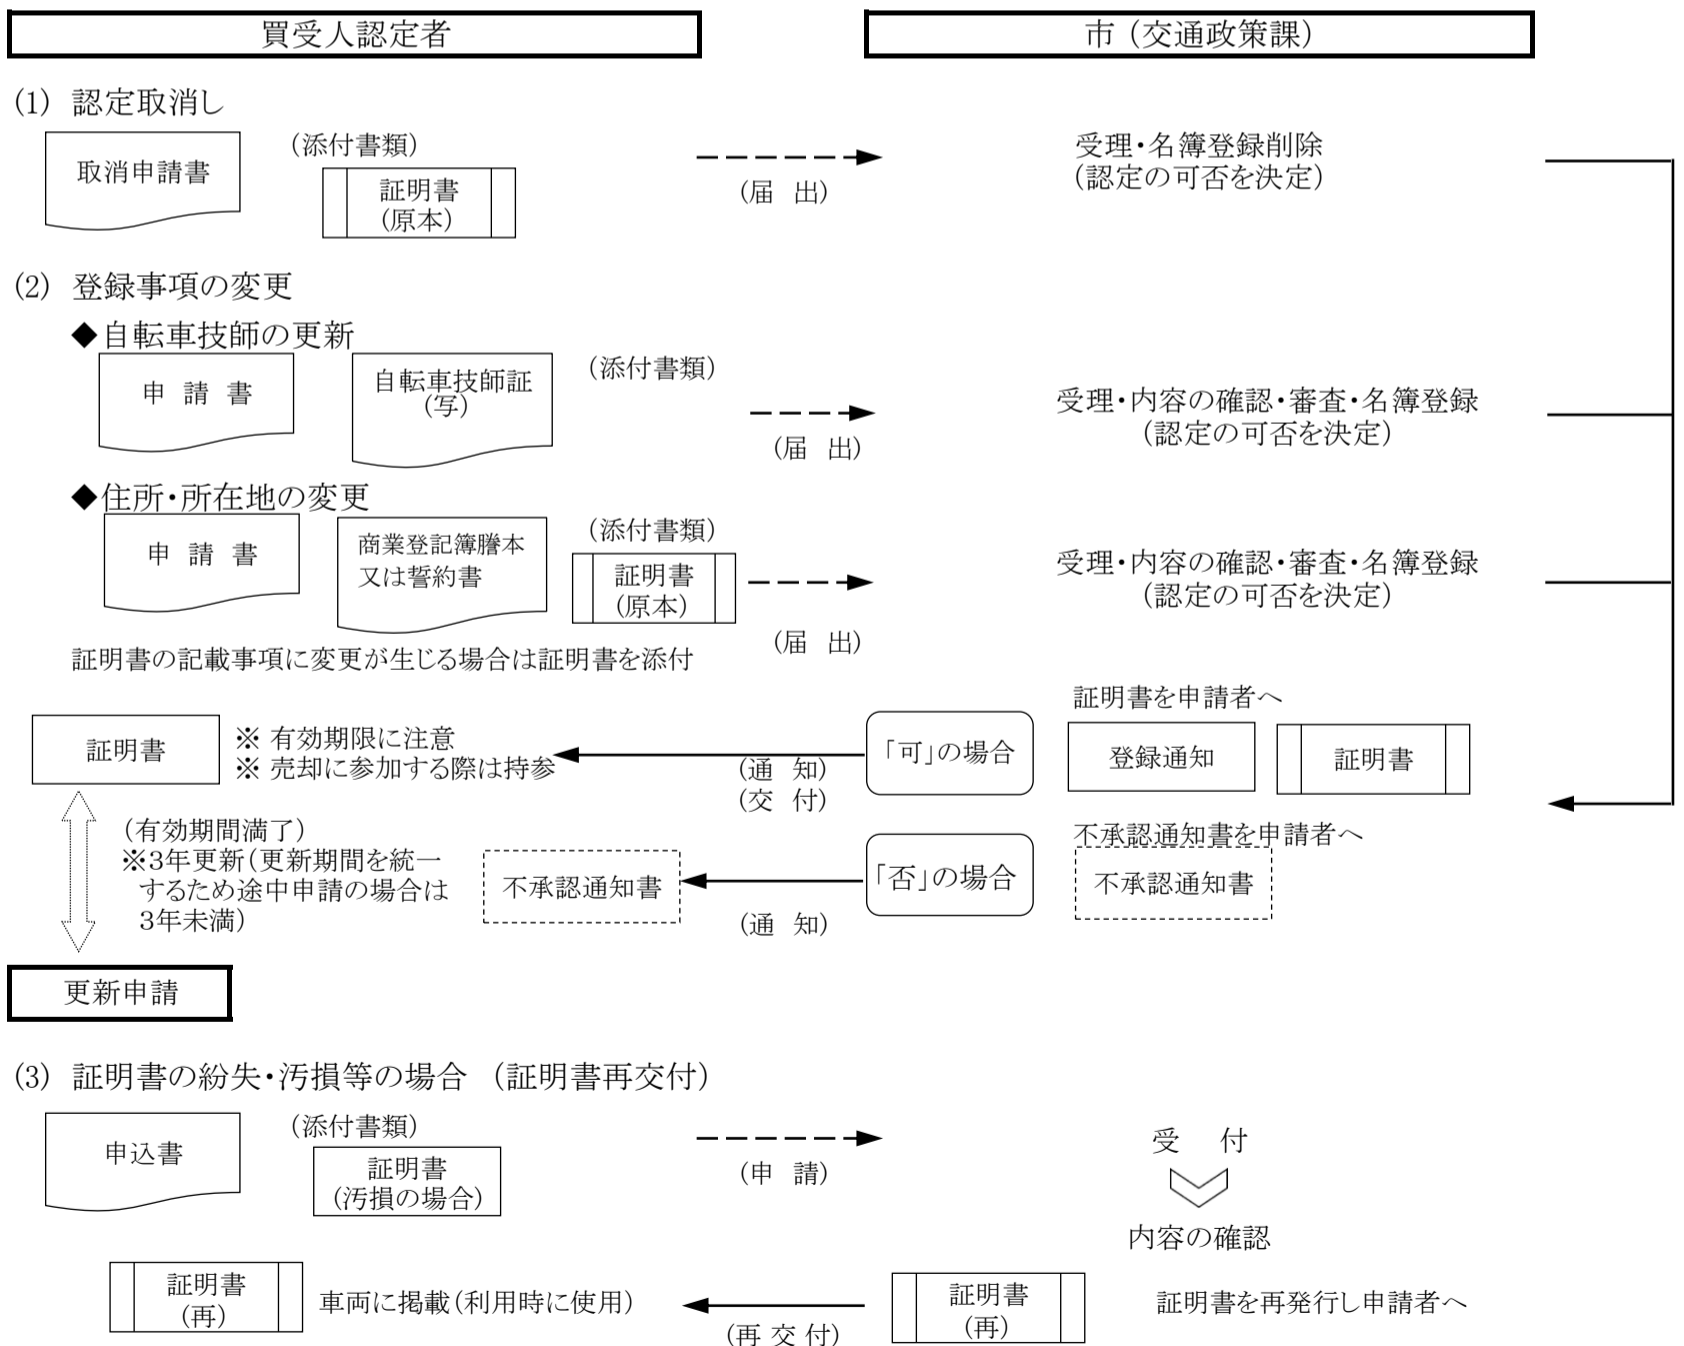 買受人認定者
市（交通政策課）
(1) 認定取消し
取消申請書
（添付書類）
証明書
（原本）
（届 出）
受理・名簿登録削除
（認定の可否を決定）
(2) 登録事項の変更
◆自転車技師の更新
申 請 書
自転車技師証
（写）
（添付書類）
（届 出）
受理・内容の確認・審査・名簿登録
（認定の可否を決定）
◆住所・所在地の変更
申 請 書
商業登記簿謄本
又は誓約書
（添付書類）
証明書
（原本）
（届 出）
受理・内容の確認・審査・名簿登録
（認定の可否を決定）
証明書の記載事項に変更が生じる場合は証明書を添付
証明書
※ 有効期限に注意
※ 売却に参加する際は持参
（通 知）
（交 付）
「可」の場合
証明書を申請者へ
登録通知
証明書
（有効期間満了）
※3年更新（更新期間を統一
するため途中申請の場合は
3年未満）
不承認通知書
（通 知）
「否」の場合
不承認通知書を申請者へ
不承認通知書
更新申請
(3) 証明書の紛失・汚損等の場合 （証明書再交付）
申込書
（添付書類）
証明書
（汚損の場合）
（申 請）
受 付
内容の確認
証明書
（再）
車両に掲載（利用時に使用）
（再 交 付）
証明書
（再）
証明書を再発行し申請者へ